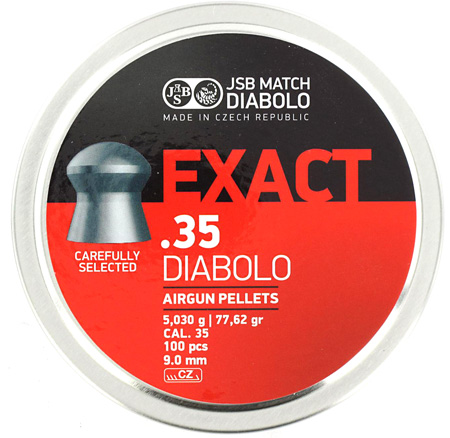 JSB
JSB MATCH
DIABOLO
MADE IN CZECH REPUBLIC
EXACT
.35
DIABOLO
CAREFULLY
SELECTED
AIRGUN PELLETS
5,030 g | 77,62 gr
CAL. 35
100 pcs
9.0 mm
CZ